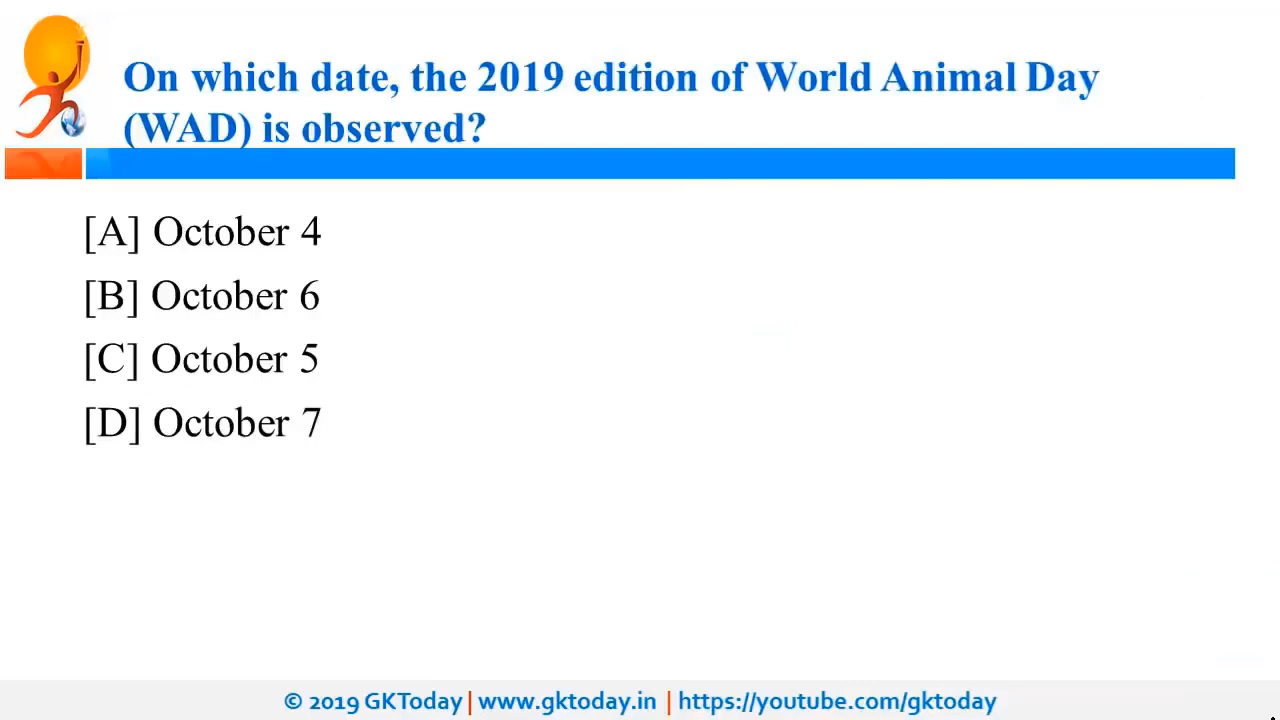 On which date, the 2019 edition of World Animal Day
(WAD) is observed?
[A] October 4
[B] October 6
[C] October 5
[D] October 7
© 2019 GKToday | www.gktoday.in | https://youtube.com/gktoday